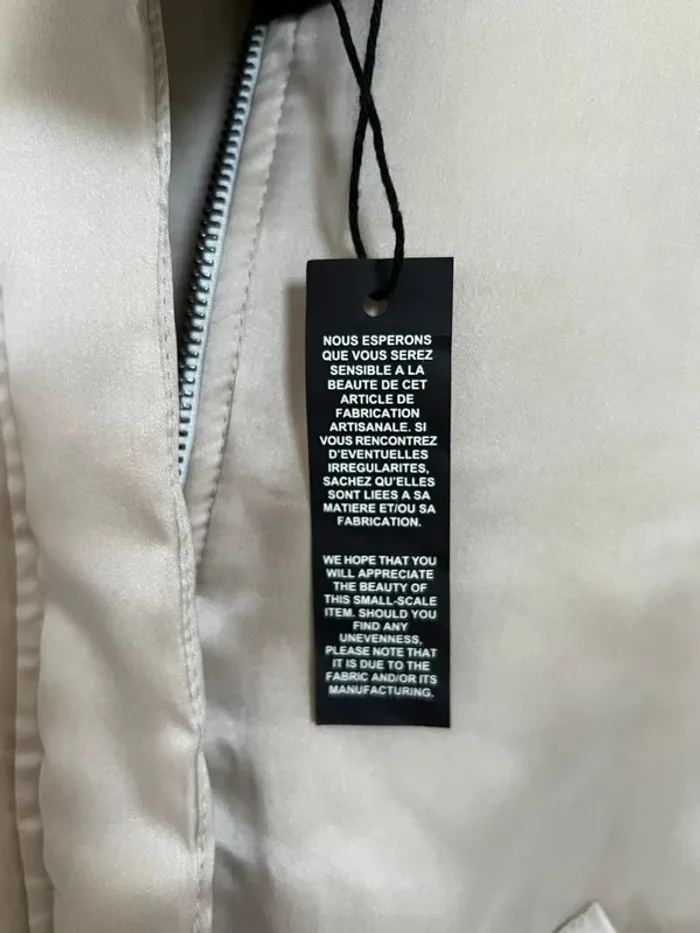 NOUS ESPERONS
QUE VOUS SEREZ
SENSIBLE A LA
BEAUTE DE CET
ARTICLE DE
FABRICATION
ARTISANALE. SI
VOUS RENCONTREZ
D'EVENTUELLES
IRREGULARITES,
SACHEZ QU'ELLES
SONT LIEES A SA
MATIERE ET/OU SA
FABRICATION.
WE HOPE THAT YOU
WILL APPRECIATE
THE BEAUTY OF
THIS SMALL-SCALE
ITEM. SHOULD YOU
FIND ANY
UNEVENNESS,
PLEASE NOTE THAT
IT IS DUE TO THE
FABRIC AND/OR ITS
MANUFACTURING.